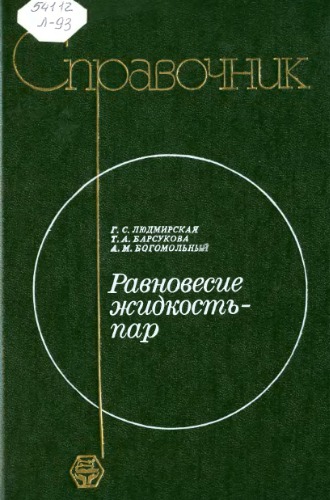 54112
Л-93
Справочник
Г. С. ЛЮДМИРСКАЯ
Т. А. БАРСУКОВА
А. М. БОГОМОЛЬНЫЙ
Равновесие
жидкость-
пар